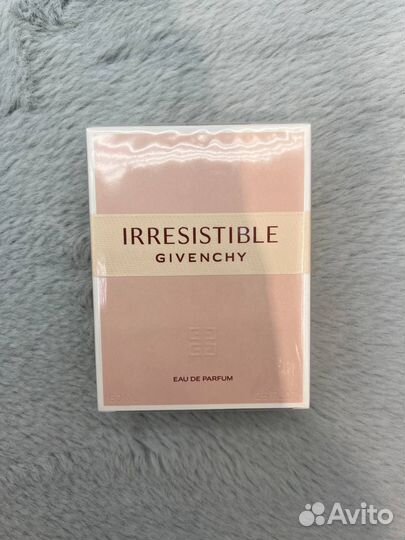 IRRESISTIBLE
GIVENCHY
EAU DE PARFUM
Avito